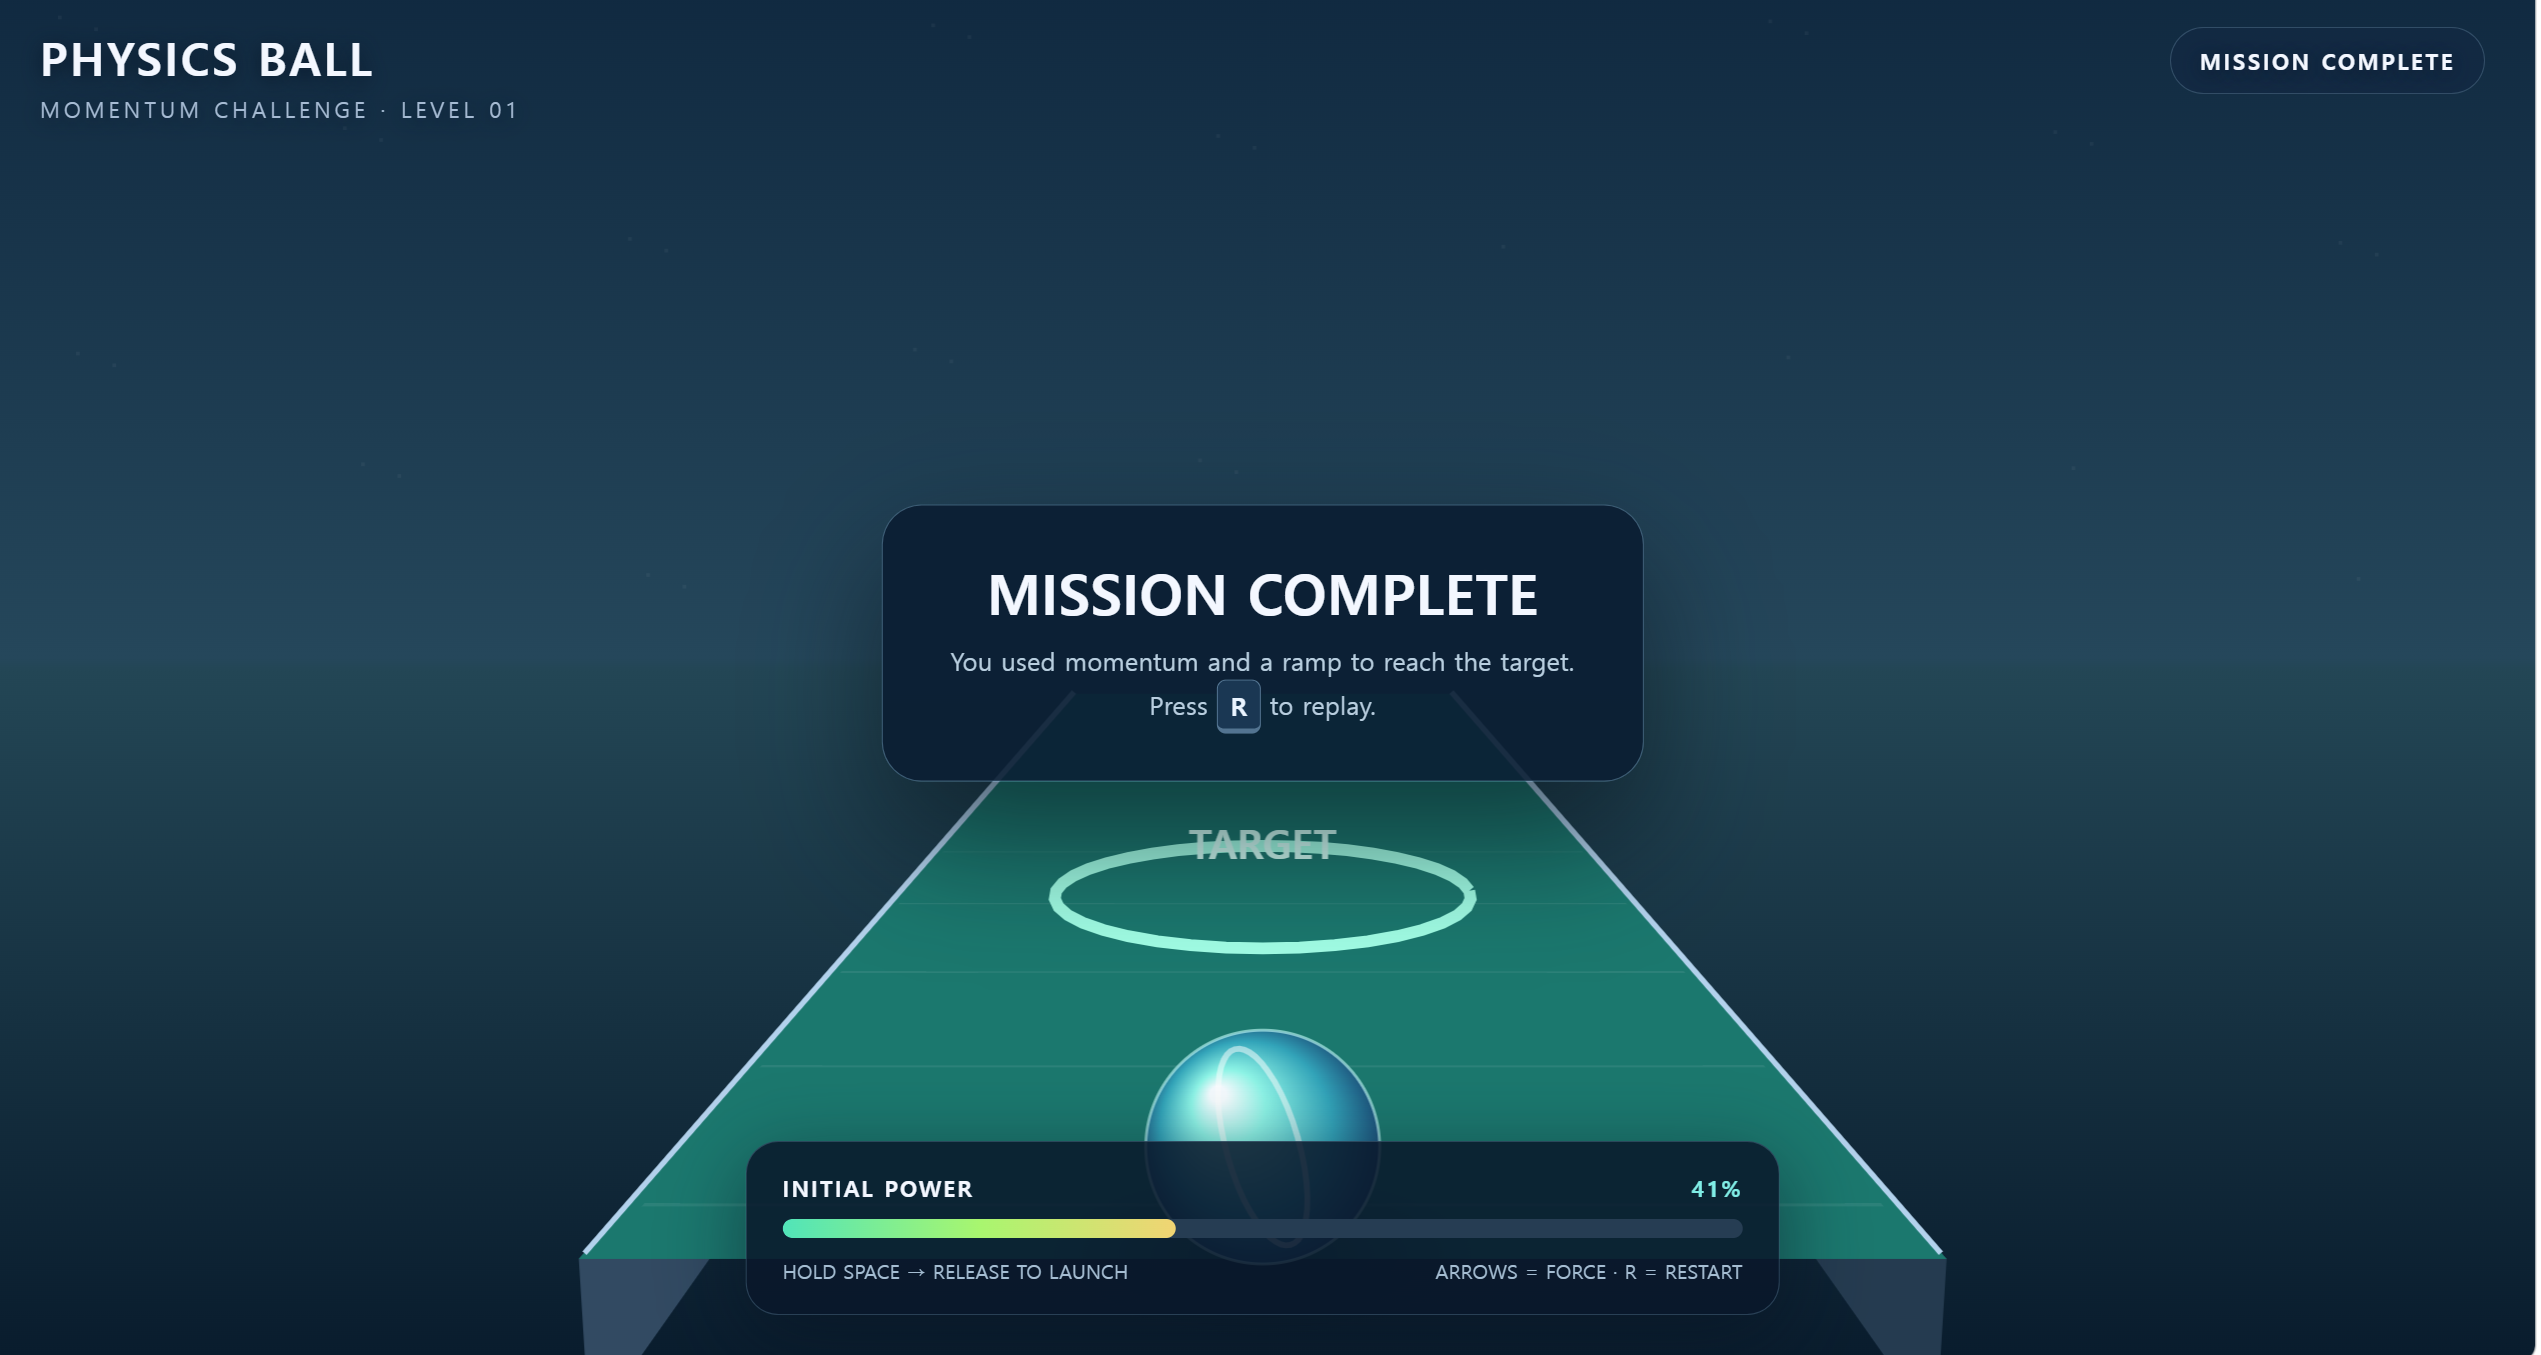 PHYSICS BALL
MOMENTUM CHALLENGE · LEVEL 01
MISSION COMPLETE
MISSION COMPLETE
You used momentum and a ramp to reach the target.
Press R to replay.
TARGET
INITIAL POWER 41%
HOLD SPACE → RELEASE TO LAUNCH ARROWS = FORCE · R = RESTART